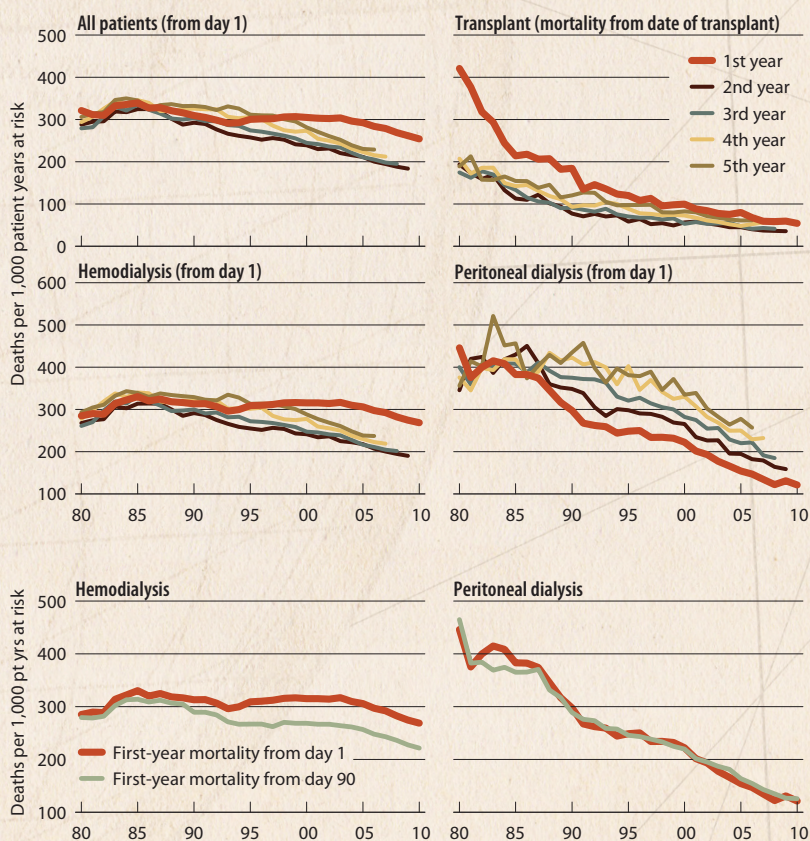 All patients (from day 1)
Transplant (mortality from date of transplant)
Deaths per 1,000 patient years at risk
500
400
300
200
100
0
1st year
2nd year
3rd year
4th year
5th year
Hemodialysis (from day 1)
Peritoneal dialysis (from day 1)
600
500
400
300
200
100
80 85 90 95 00 05 10
80 85 90 95 00 05 10
Hemodialysis
Peritoneal dialysis
Deaths per 1,000 pt yrs at risk
500
400
300
200
100
First-year mortality from day 1
First-year mortality from day 90
80 85 90 95 00 05 10
80 85 90 95 00 05 10